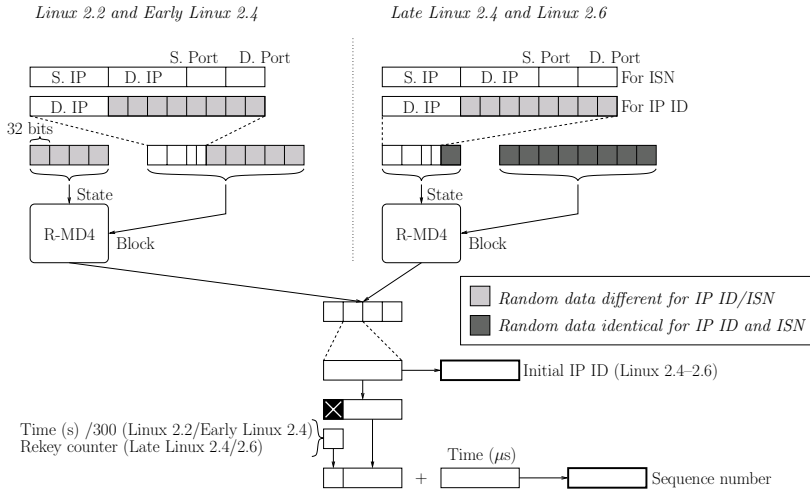 Linux 2.2 and Early Linux 2.4
Late Linux 2.4 and Linux 2.6
S. Port D. Port
S. IP D. IP
D. IP
32 bits
State
R-MD4
Block
S. Port D. Port
S. IP D. IP For ISN
D. IP For IP ID
State
R-MD4
Block
Random data different for IP ID/ISN
Random data identical for IP ID and ISN
Initial IP ID (Linux 2.4–2.6)
Time (s) /300 (Linux 2.2/Early Linux 2.4)
Rekey counter (Late Linux 2.4/2.6)
Time (μs)
+
Sequence number